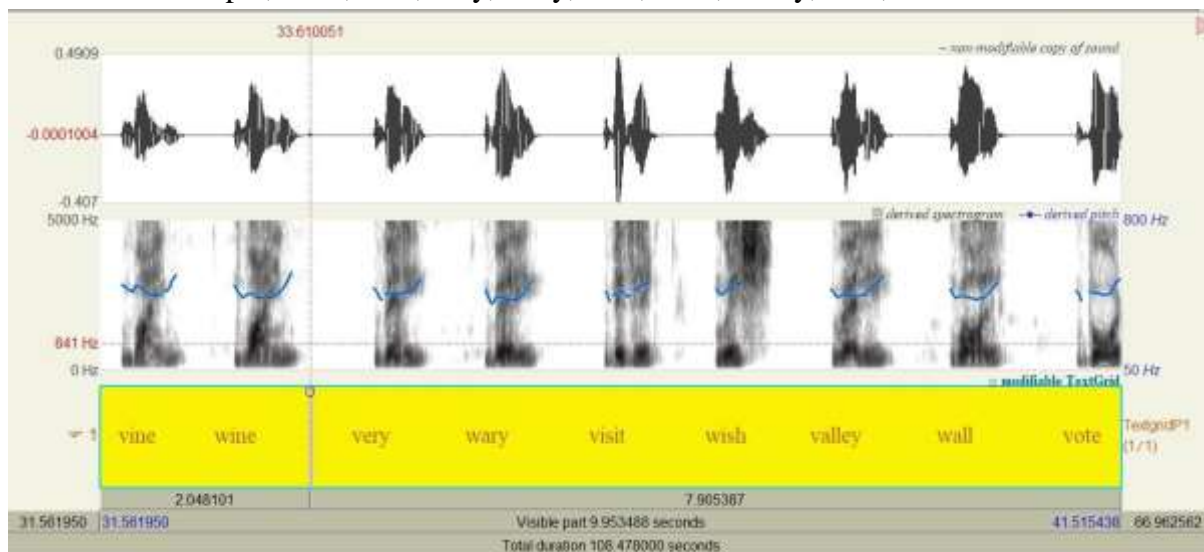 33.610051
0.4909
– non-modifiable copy of sound
-0.0001004
-0.407
5000 Hz
derived spectrogram
derived pitch
800 Hz
841 Hz
0 Hz
50 Hz
modifiable TextGrid
1
vine wine very wary visit wish valley wall vote
TextgridP1
(1/1)
2.048101 7.905387
31.561950 31.561950 Visible part 9.953488 seconds 41.515438 66.962562
Total duration 108.478000 seconds